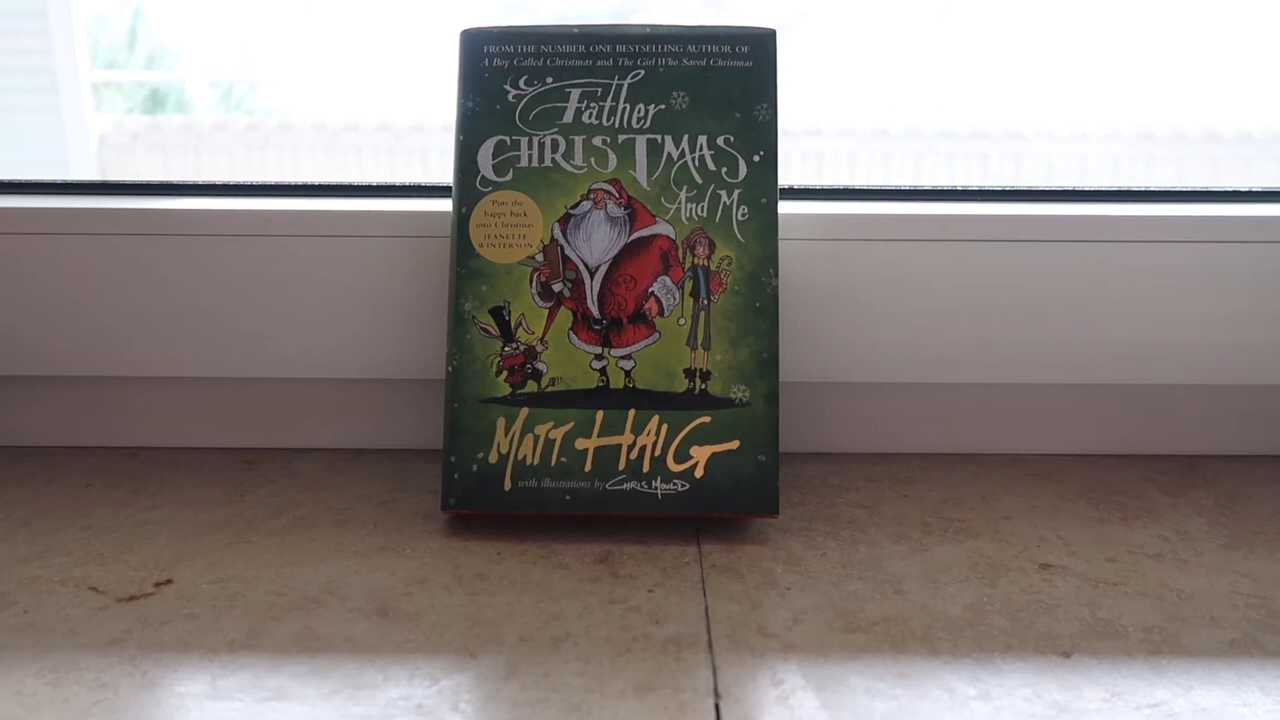 FROM THE NUMBER ONE BESTSELLING AUTHOR OF
A Boy Called Christmas and The Girl Who Saved Christmas
Father
CHRISTMAS
And Me
'Puts the
happy back
into Christmas'
JEANETTE
WINTERSON
MATT HAIG
with illustrations by CHRIS MOULD